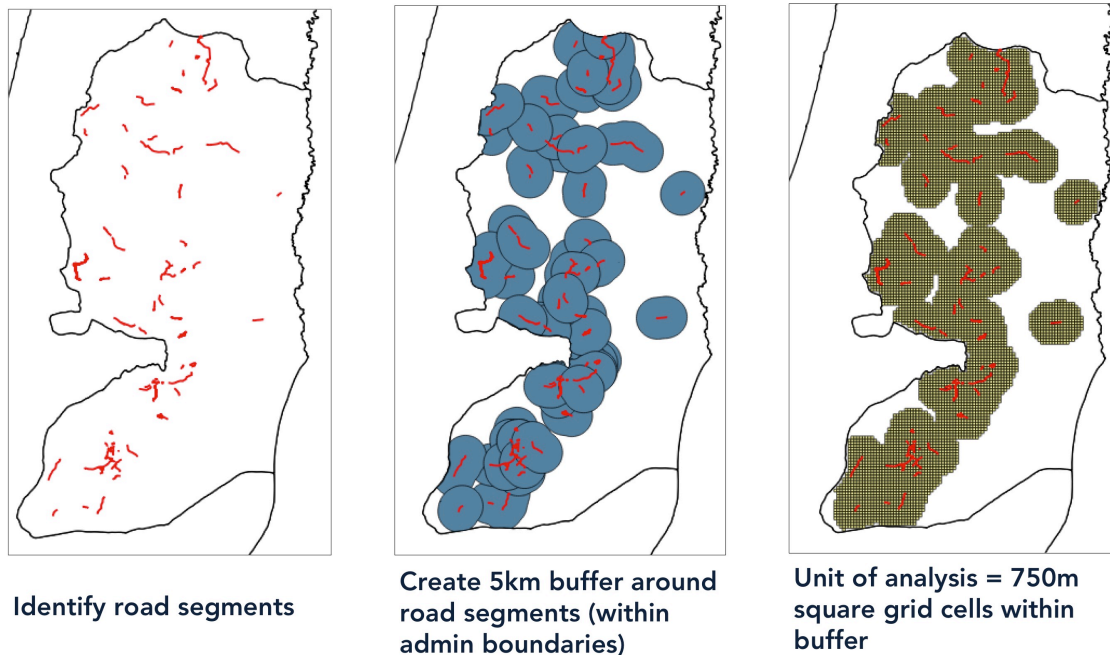 Identify road segments
Create 5km buffer around
road segments (within
admin boundaries)
Unit of analysis = 750m
square grid cells within
buffer